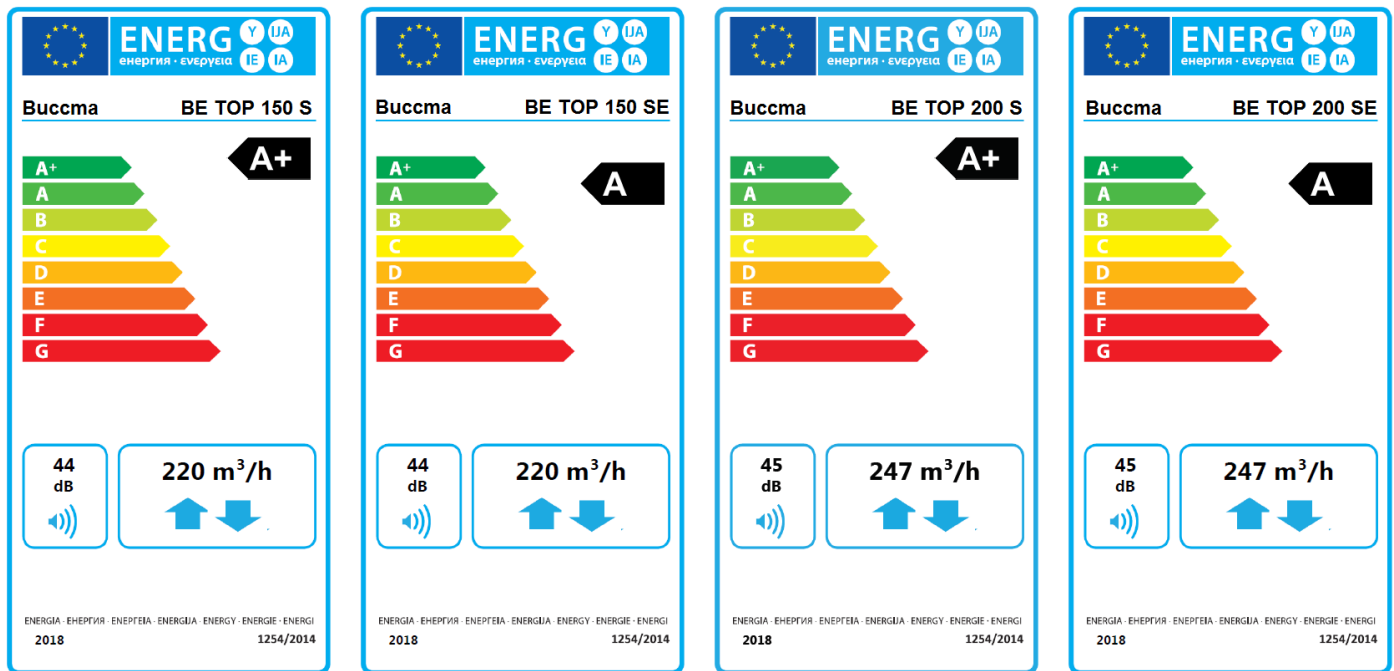 ENERG Y IJA
енергия · ενεργεια IE IA
Buccma BE TOP 150 S
A+
A+
A
B
C
D
E
F
G
44
dB
220 m³/h
ENERGIA · ЕНЕРГИЯ · ΕΝΕΡΓΕΙΑ · ENERGIJA · ENERGY · ENERGIE · ENERGI
2018 1254/2014
ENERG Y IJA
енергия · ενεργεια IE IA
Buccma BE TOP 150 SE
A+
A
A
B
C
D
E
F
G
44
dB
220 m³/h
ENERGIA · ЕНЕРГИЯ · ΕΝΕΡΓΕΙΑ · ENERGIJA · ENERGY · ENERGIE · ENERGI
2018 1254/2014
ENERG Y IJA
енергия · ενεργεια IE IA
Buccma BE TOP 200 S
A+
A+
A
B
C
D
E
F
G
45
dB
247 m³/h
ENERGIA · ЕНЕРГИЯ · ΕΝΕΡΓΕΙΑ · ENERGIJA · ENERGY · ENERGIE · ENERGI
2018 1254/2014
ENERG Y IJA
енергия · ενεργεια IE IA
Buccma BE TOP 200 SE
A+
A
A
B
C
D
E
F
G
45
dB
247 m³/h
ENERGIA · ЕНЕРГИЯ · ΕΝΕΡΓΕΙΑ · ENERGIJA · ENERGY · ENERGIE · ENERGI
2018 1254/2014